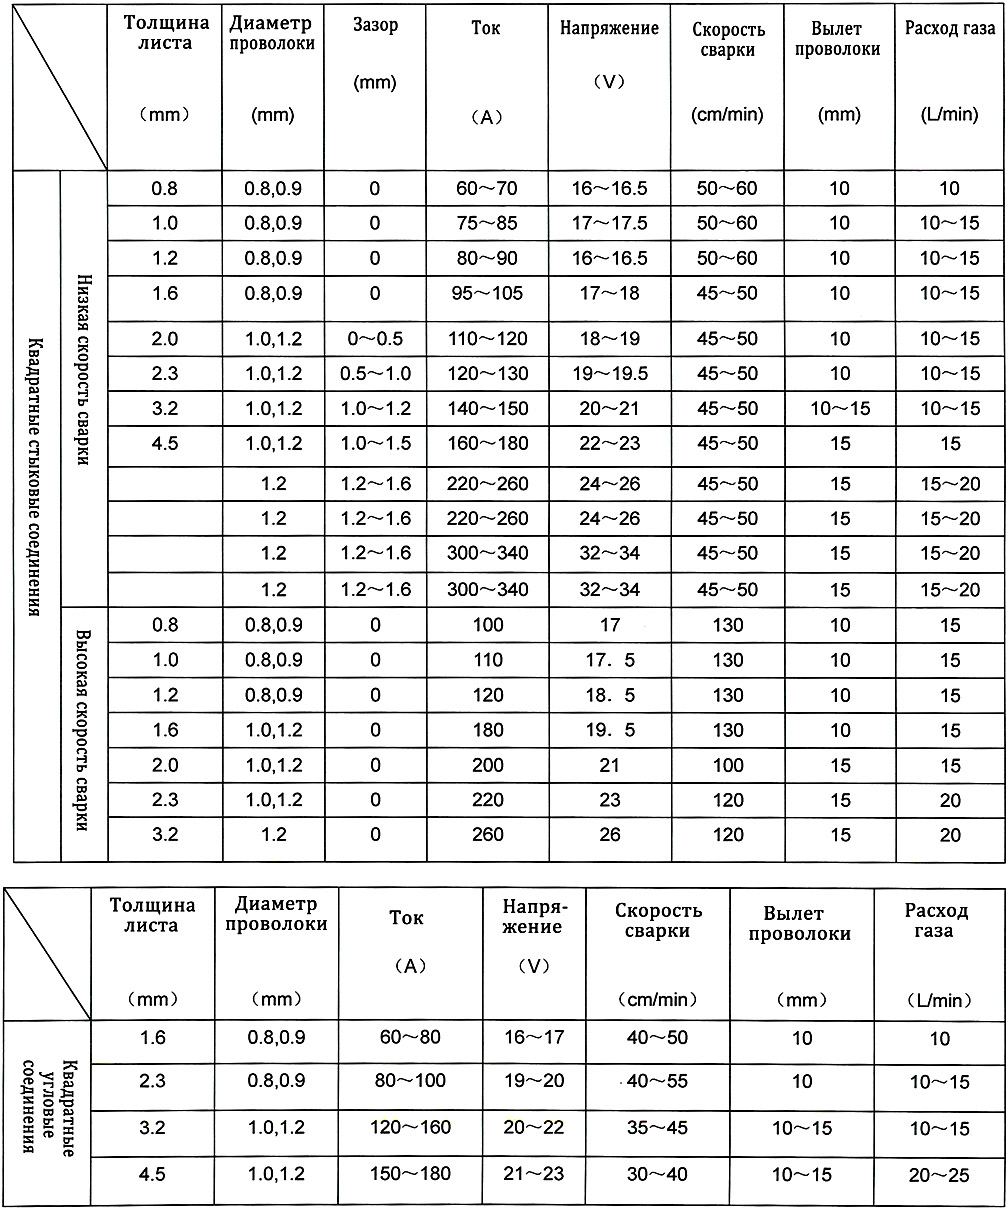 Толщина листа （mm） Диаметр проволоки (mm) Зазор (mm) Ток （A） Напряжение （V） Скорость сварки (cm/min) Вылет проволоки (mm) Расход газа (L/min)
Квадратные стыковые соединения
Низкая скорость сварки
0.8 0.8,0.9 0 60～70 16～16.5 50～60 10 10
1.0 0.8,0.9 0 75～85 17～17.5 50～60 10 10～15
1.2 0.8,0.9 0 80～90 16～16.5 50～60 10 10～15
1.6 0.8,0.9 0 95～105 17～18 45～50 10 10～15
2.0 1.0,1.2 0～0.5 110～120 18～19 45～50 10 10～15
2.3 1.0,1.2 0.5～1.0 120～130 19～19.5 45～50 10 10～15
3.2 1.0,1.2 1.0～1.2 140～150 20～21 45～50 10～15 10～15
4.5 1.0,1.2 1.0～1.5 160～180 22～23 45～50 15 15
1.2 1.2～1.6 220～260 24～26 45～50 15 15～20
1.2 1.2～1.6 220～260 24～26 45～50 15 15～20
1.2 1.2～1.6 300～340 32～34 45～50 15 15～20
1.2 1.2～1.6 300～340 32～34 45～50 15 15～20
Высокая скорость сварки
0.8 0.8,0.9 0 100 17 130 10 15
1.0 0.8,0.9 0 110 17. 5 130 10 15
1.2 0.8,0.9 0 120 18. 5 130 10 15
1.6 1.0,1.2 0 180 19. 5 130 10 15
2.0 1.0,1.2 0 200 21 100 15 15
2.3 1.0,1.2 0 220 23 120 15 20
3.2 1.2 0 260 26 120 15 20
Толщина листа （mm） Диаметр проволоки （mm） Ток （A） Напря-жение （V） Скорость сварки （cm/min） Вылет проволоки （mm） Расход газа （L/min）
Квадратные угловые соединения
1.6 0.8,0.9 60～80 16～17 40～50 10 10
2.3 0.8,0.9 80～100 19～20 40～55 10 10～15
3.2 1.0,1.2 120～160 20～22 35～45 10～15 10～15
4.5 1.0,1.2 150～180 21～23 30～40 10～15 20～25